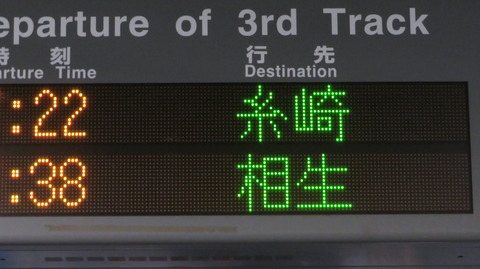 eparture of 3rd Track
時刻 行先
arture Time Destination
:22 糸崎
:38 相生